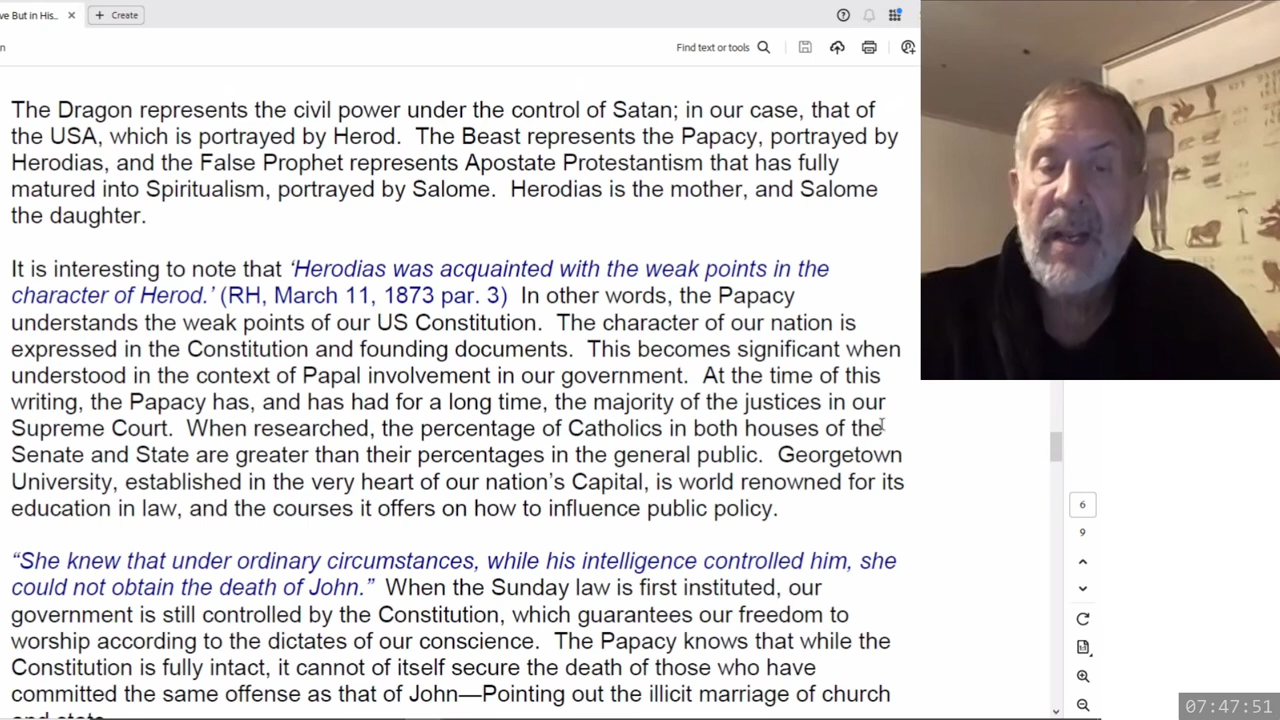 ve But in His..
Create
n
Find text or tools
The Dragon represents the civil power under the control of Satan; in our case, that of
the USA, which is portrayed by Herod.  The Beast represents the Papacy, portrayed by
Herodias, and the False Prophet represents Apostate Protestantism that has fully
matured into Spiritualism, portrayed by Salome.  Herodias is the mother, and Salome
the daughter.
It is interesting to note that ‘Herodias was acquainted with the weak points in the
character of Herod.’ (RH, March 11, 1873 par. 3)  In other words, the Papacy
understands the weak points of our US Constitution.  The character of our nation is
expressed in the Constitution and founding documents.  This becomes significant when
understood in the context of Papal involvement in our government.  At the time of this
writing, the Papacy has, and has had for a long time, the majority of the justices in our
Supreme Court.  When researched, the percentage of Catholics in both houses of the
Senate and State are greater than their percentages in the general public.  Georgetown
University, established in the very heart of our nation’s Capital, is world renowned for its
education in law, and the courses it offers on how to influence public policy.
“She knew that under ordinary circumstances, while his intelligence controlled him, she
could not obtain the death of John.”  When the Sunday law is first instituted, our
government is still controlled by the Constitution, which guarantees our freedom to
worship according to the dictates of our conscience.  The Papacy knows that while the
Constitution is fully intact, it cannot of itself secure the death of those who have
committed the same offense as that of John—Pointing out the illicit marriage of church
and state.
6
9
07:47:51